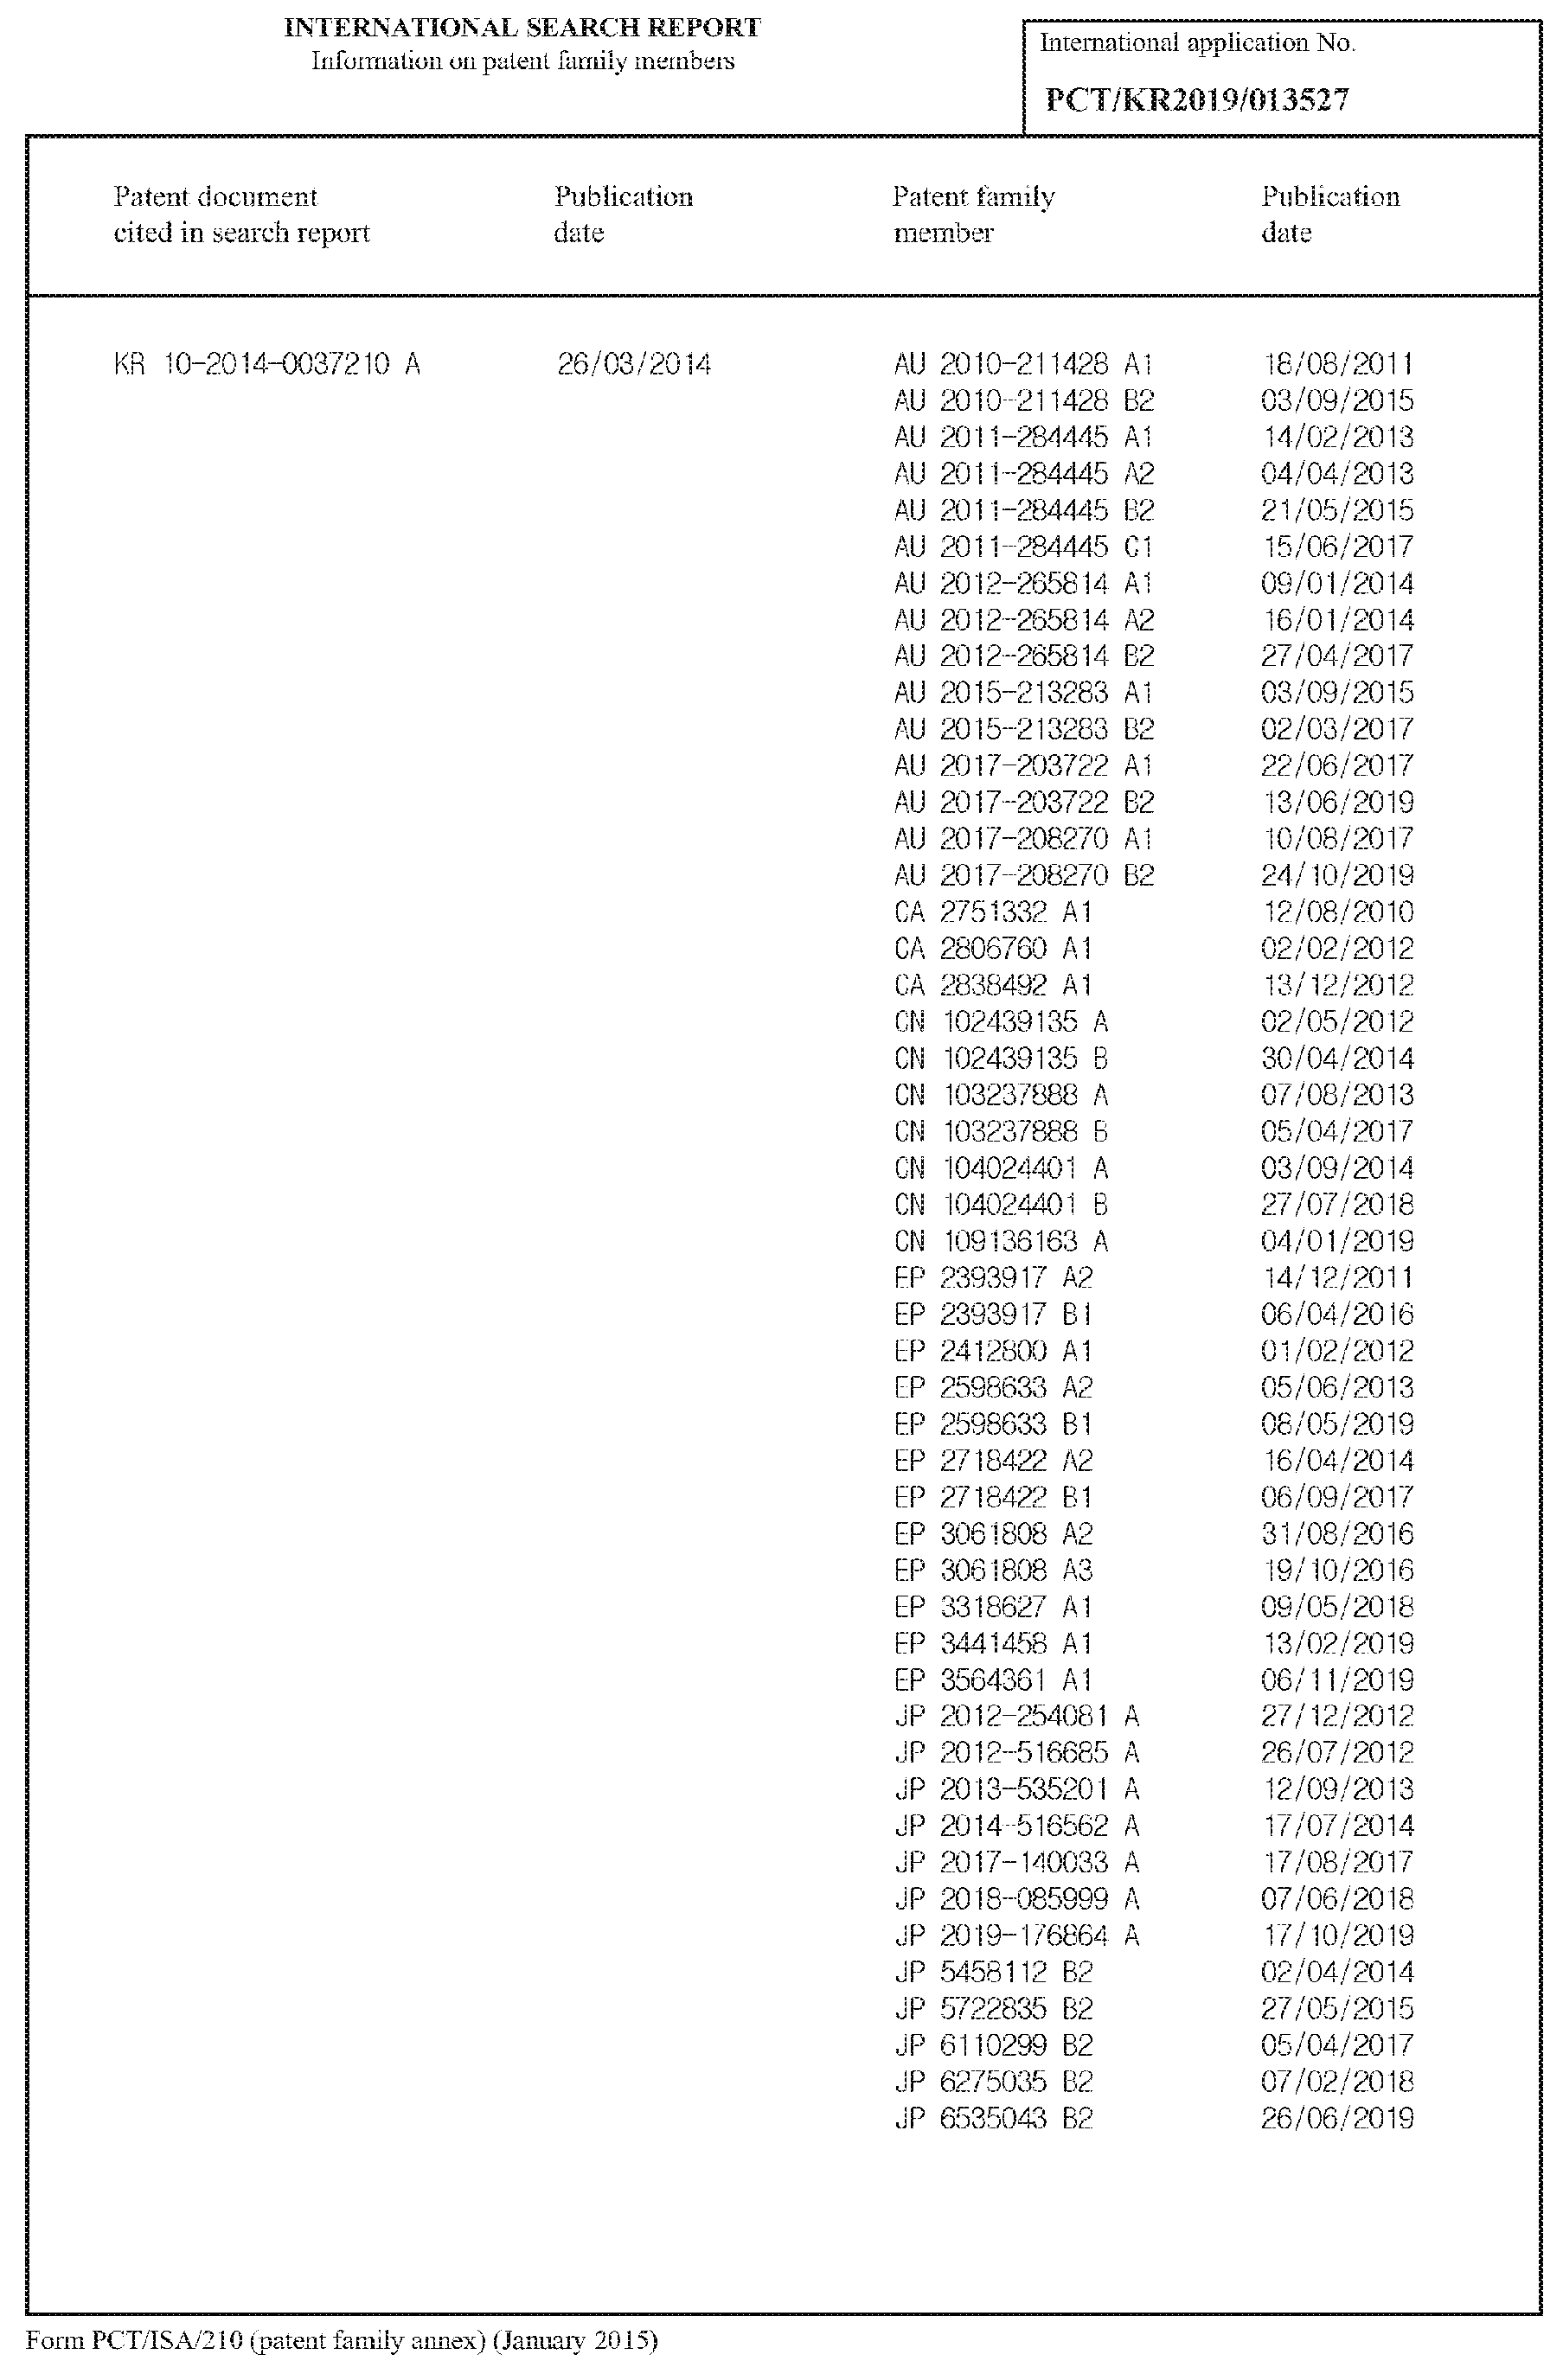 INTERNATIONAL SEARCH REPORT
Information on patent family members
International application No.
PCT/KR2019/013527
Patent document cited in search report
Publication date
Patent family member
Publication date
KR 10-2014-0037210 A 26/03/2014 AU 2010-211428 A1 18/08/2011
AU 2010-211428 B2 03/09/2015
AU 2011-284445 A1 14/02/2013
AU 2011-284445 A2 04/04/2013
AU 2011-284445 B2 21/05/2015
AU 2011-284445 C1 15/06/2017
AU 2012-265814 A1 09/01/2014
AU 2012-265814 A2 16/01/2014
AU 2012-265814 B2 27/04/2017
AU 2015-213283 A1 03/09/2015
AU 2015-213283 B2 02/03/2017
AU 2017-203722 A1 22/06/2017
AU 2017-203722 B2 13/06/2019
AU 2017-208270 A1 10/08/2017
AU 2017-208270 B2 24/10/2019
CA 2751332 A1 12/08/2010
CA 2806760 A1 02/02/2012
CA 2838492 A1 13/12/2012
CN 102439135 A 02/05/2012
CN 102439135 B 30/04/2014
CN 103237888 A 07/08/2013
CN 103237888 B 05/04/2017
CN 104024401 A 03/09/2014
CN 104024401 B 27/07/2018
CN 109136163 A 04/01/2019
EP 2393917 A2 14/12/2011
EP 2393917 B1 06/04/2016
EP 2412800 A1 01/02/2012
EP 2598633 A2 05/06/2013
EP 2598633 B1 08/05/2019
EP 2718422 A2 16/04/2014
EP 2718422 B1 06/09/2017
EP 3061808 A2 31/08/2016
EP 3061808 A3 19/10/2016
EP 3318627 A1 09/05/2018
EP 3441458 A1 13/02/2019
EP 3564361 A1 06/11/2019
JP 2012-254081 A 27/12/2012
JP 2012-516685 A 26/07/2012
JP 2013-535201 A 12/09/2013
JP 2014-516562 A 17/07/2014
JP 2017-140033 A 17/08/2017
JP 2018-085999 A 07/06/2018
JP 2019-176864 A 17/10/2019
JP 5458112 B2 02/04/2014
JP 5722835 B2 27/05/2015
JP 6110299 B2 05/04/2017
JP 6275035 B2 07/02/2018
JP 6535043 B2 26/06/2019
Form PCT/ISA/210 (patent family annex) (January 2015)